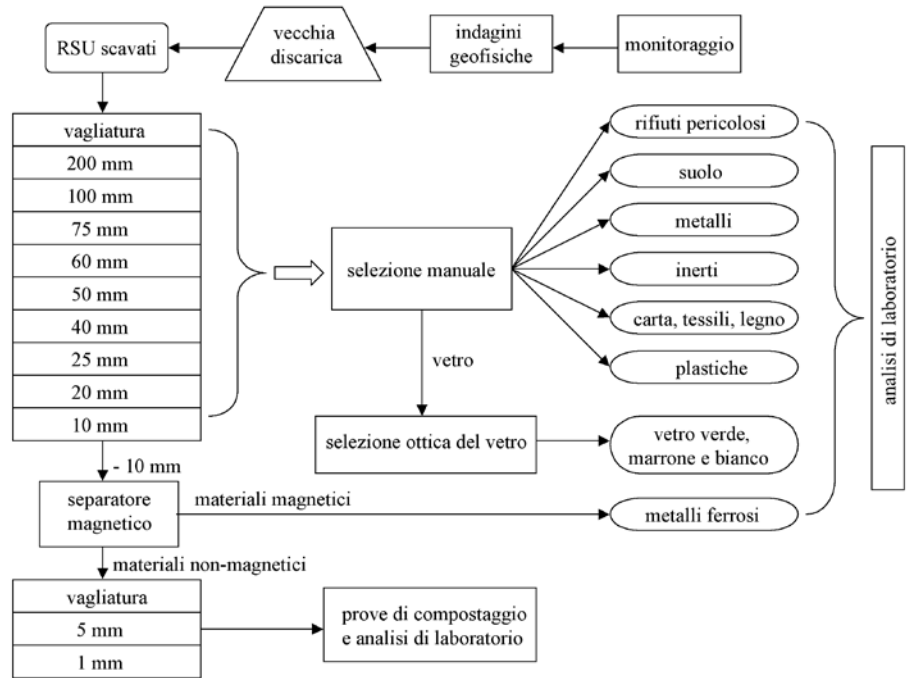 RSU scavati
vecchia
discarica
indagini
geofisiche
monitoraggio
vagliatura
200 mm
100 mm
75 mm
60 mm
50 mm
40 mm
25 mm
20 mm
10 mm
selezione manuale
rifiuti pericolosi
suolo
metalli
inerti
carta, tessili, legno
plastiche
analisi di laboratorio
vetro
selezione ottica del vetro
vetro verde,
marrone e bianco
- 10 mm
separatore
magnetico
materiali magnetici
metalli ferrosi
materiali non-magnetici
vagliatura
5 mm
1 mm
prove di compostaggio
e analisi di laboratorio